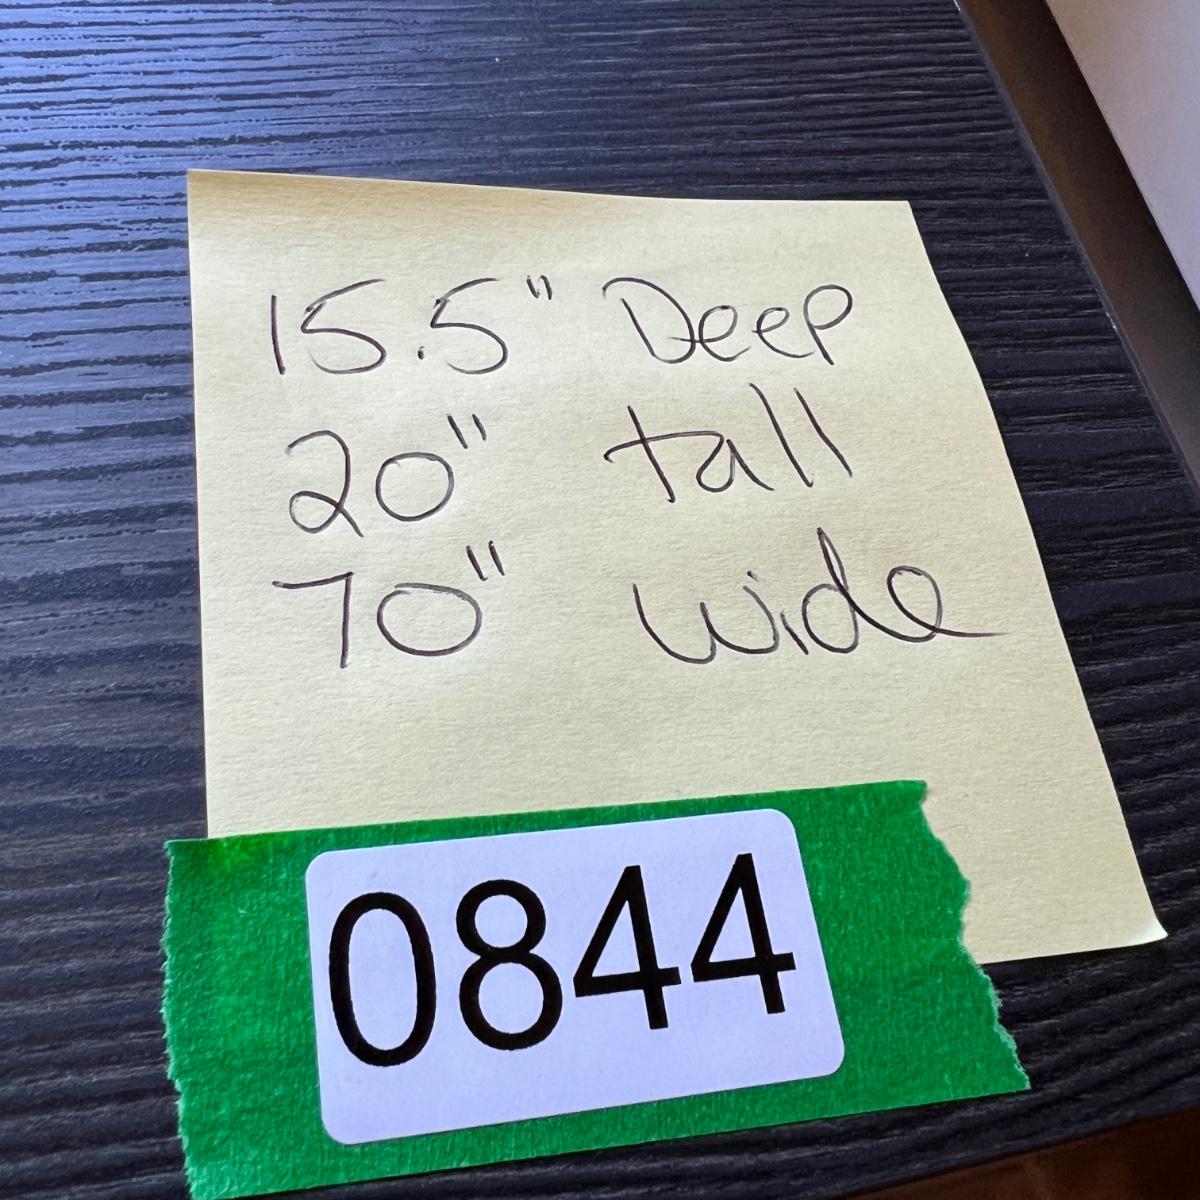 15.5" Deep
20" tall
70" wide
0844